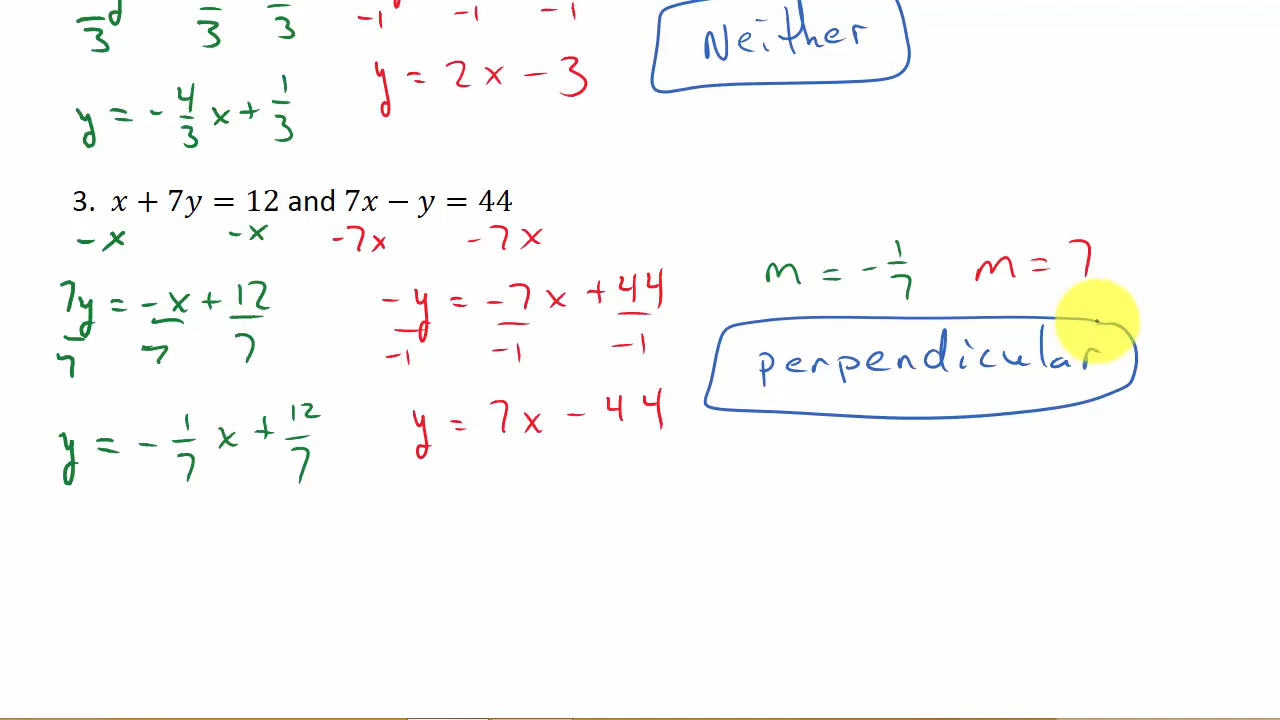 3 3 3 -1 -1 -1
Neither
y = 2x - 3
y = - 4/3 x + 1/3
3. x + 7y = 12 and 7x − y = 44
-x -x -7x -7x
m = - 1/7 m = 7
7y = -x + 12 -y = -7x + 44
7 7 7 -1 -1 -1
perpendicular
y = - 1/7 x + 12/7 y = 7x - 44